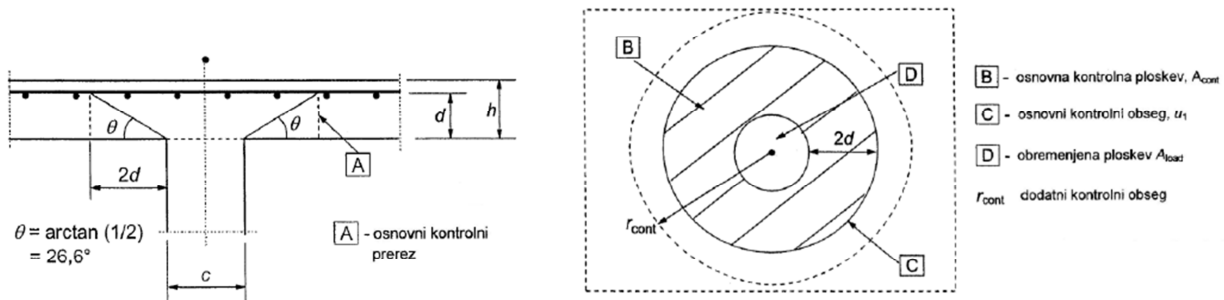 θ
θ
d
h
A
2d
θ = arctan (1/2)
= 26,6°
A - osnovni kontrolni
prerez
c
B
D
2d
r_cont
C
B - osnovna kontrolna ploskev, A_cont
C - osnovni kontrolni obseg, u_1
D - obremenjena ploskev A_load
r_cont dodatni kontrolni obseg